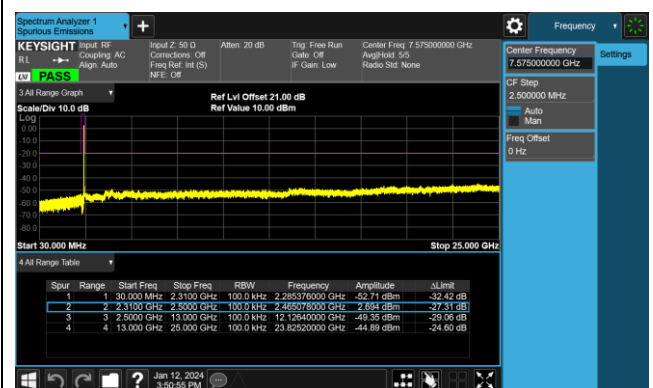 Spectrum Analyzer 1
Spurious Emissions
Frequency
KEYSIGHT Input: RF Input Z: 50 Ω Atten: 20 dB Trig: Free Run Center Freq: 7.575000000 GHz
RL Coupling: AC Corrections: Off Gate: Off Avg|Hold: 5/5
Align: Auto Freq Ref: Int (S) IF Gain: Low Radio Std: None
NFE: Off
PASS
Center Frequency
7.575000000 GHz
Settings
CF Step
2.500000 MHz
Auto
Man
Freq Offset
0 Hz
3 All Range Graph
Ref Lvl Offset 21.00 dB
Scale/Div 10.0 dB Ref Value 10.00 dBm
Log
0.00
-10.0
-20.0
-30.0
-40.0
-50.0
-60.0
-70.0
-80.0
Start 30.000 MHz Stop 25.000 GHz
4 All Range Table
Spur Range Start Freq Stop Freq RBW Frequency Amplitude ΔLimit
1 1 30.000 MHz 2.3100 GHz 100.0 kHz 2.285376000 GHz -52.71 dBm -32.42 dB
2 2 2.3100 GHz 2.5000 GHz 100.0 kHz 2.465078000 GHz 2.694 dBm -27.31 dB
3 3 2.5000 GHz 13.000 GHz 100.0 kHz 12.12640000 GHz -49.35 dBm -29.06 dB
4 4 13.000 GHz 25.000 GHz 100.0 kHz 23.82520000 GHz -44.89 dBm -24.60 dB
Jan 12, 2024
3:50:55 PM